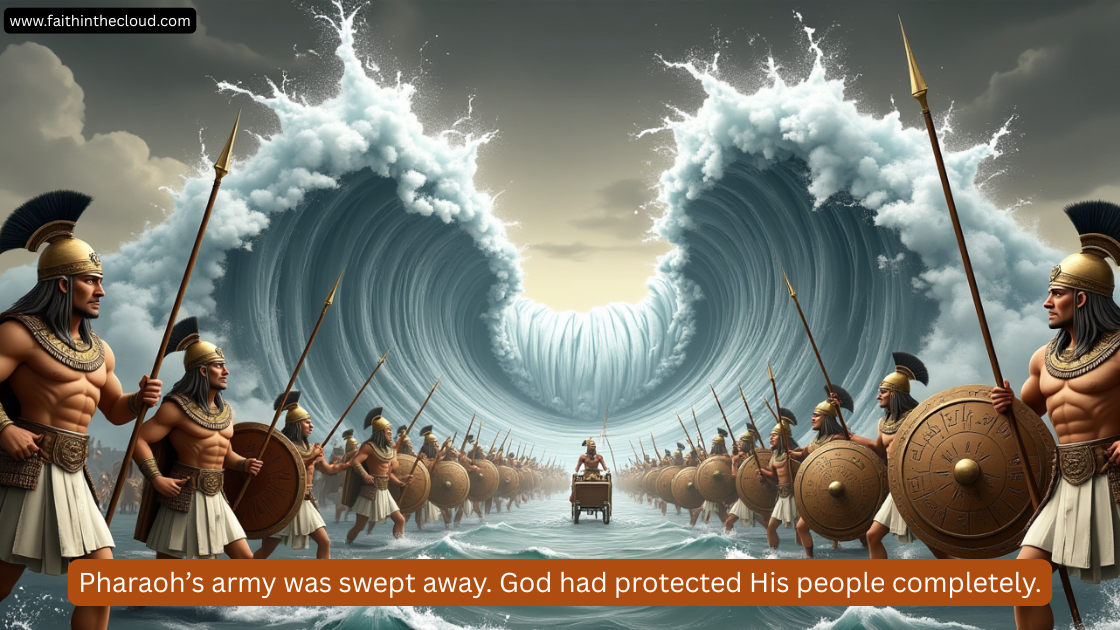 www.faithinthecloud.com
Pharaoh’s army was swept away. God had protected His people completely.